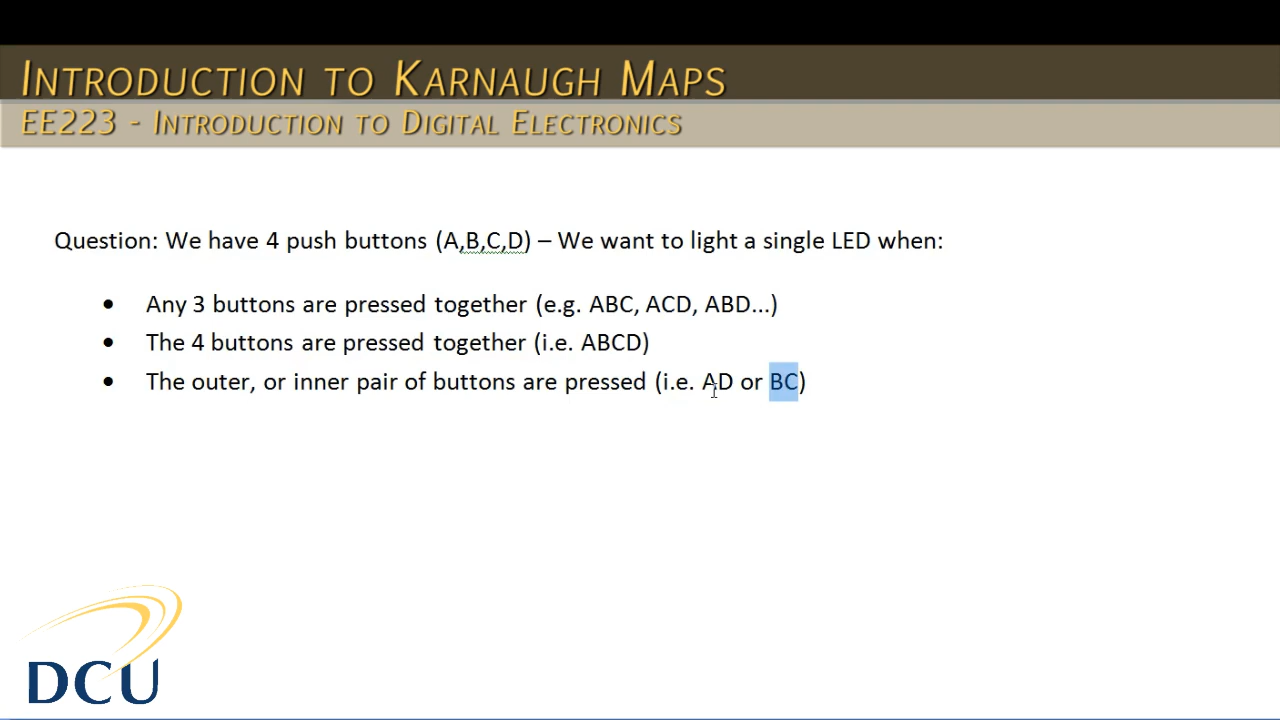 INTRODUCTION TO KARNAUGH MAPS
EE223 - INTRODUCTION TO DIGITAL ELECTRONICS
Question: We have 4 push buttons (A,B,C,D) – We want to light a single LED when:
• Any 3 buttons are pressed together (e.g. ABC, ACD, ABD...)
• The 4 buttons are pressed together (i.e. ABCD)
• The outer, or inner pair of buttons are pressed (i.e. AD or BC)
DCU